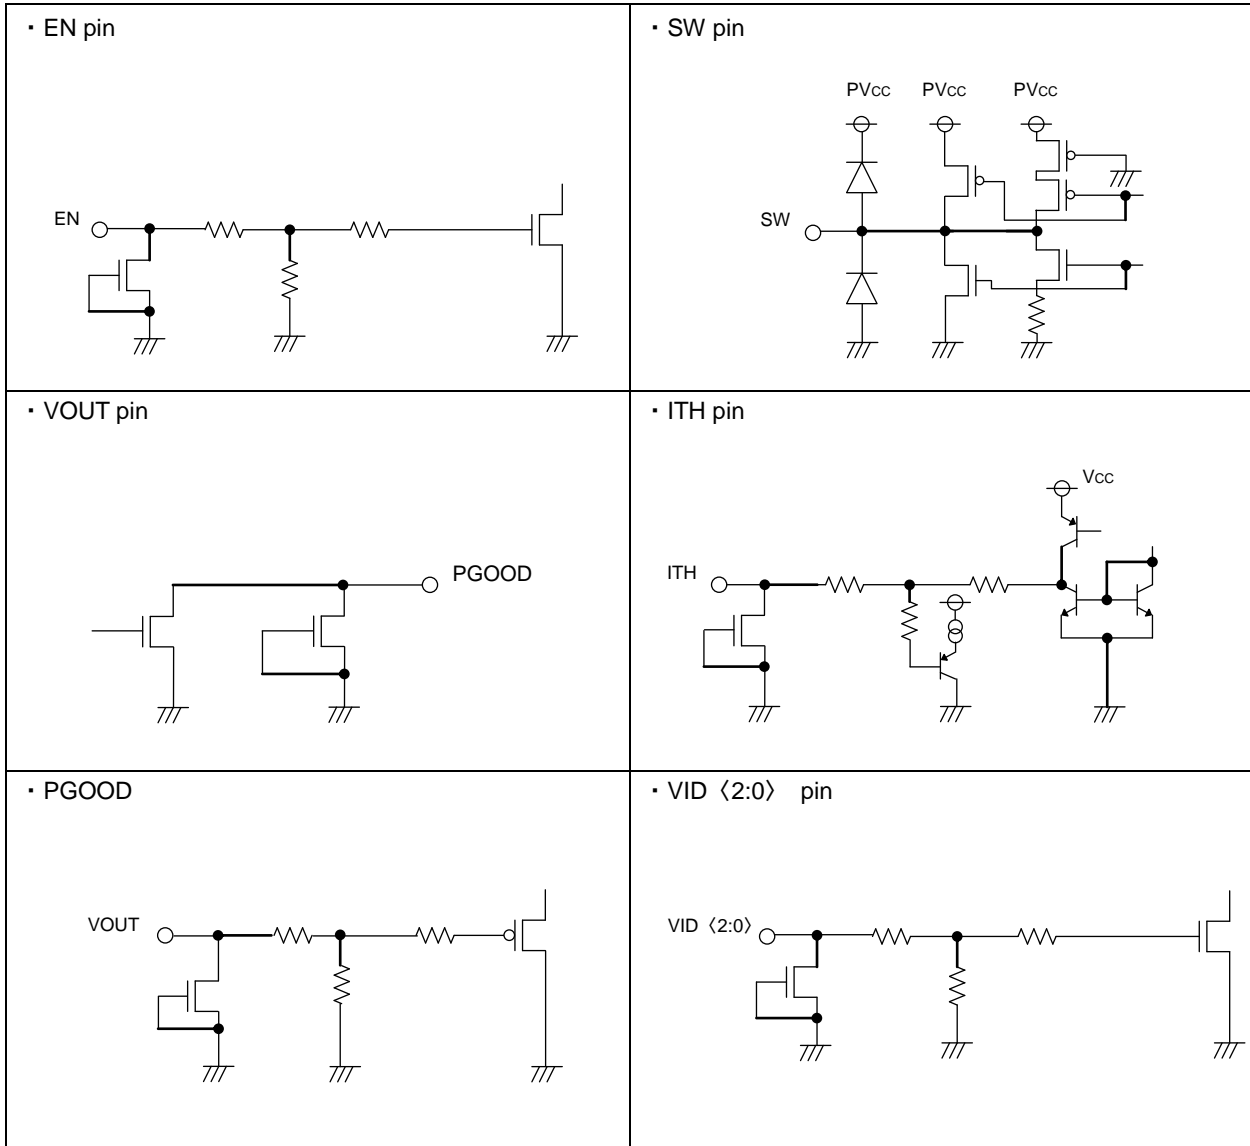 ・EN pin
EN
・SW pin
PVCC PVCC PVCC
SW
・VOUT pin
PGOOD
・ITH pin
VCC
ITH
・PGOOD
VOUT
・VID〈2:0〉 pin
VID〈2:0〉